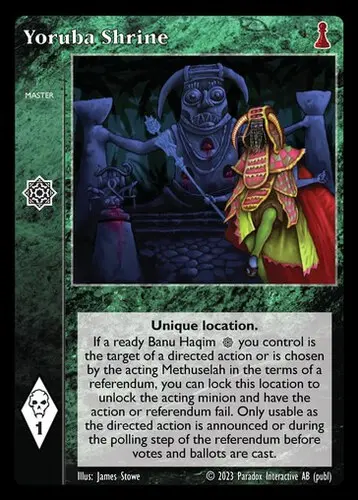 Yoruba Shrine
MASTER
Unique location.
If a ready Banu Haqim you control is
the target of a directed action or is chosen
by the acting Methuselah in the terms of a
referendum, you can lock this location to
unlock the acting minion and have the
action or referendum fail. Only usable as
the directed action is announced or during
the polling step of the referendum before
votes and ballots are cast.
1
Illus: James Stowe © 2023 Paradox Interactive AB (publ)